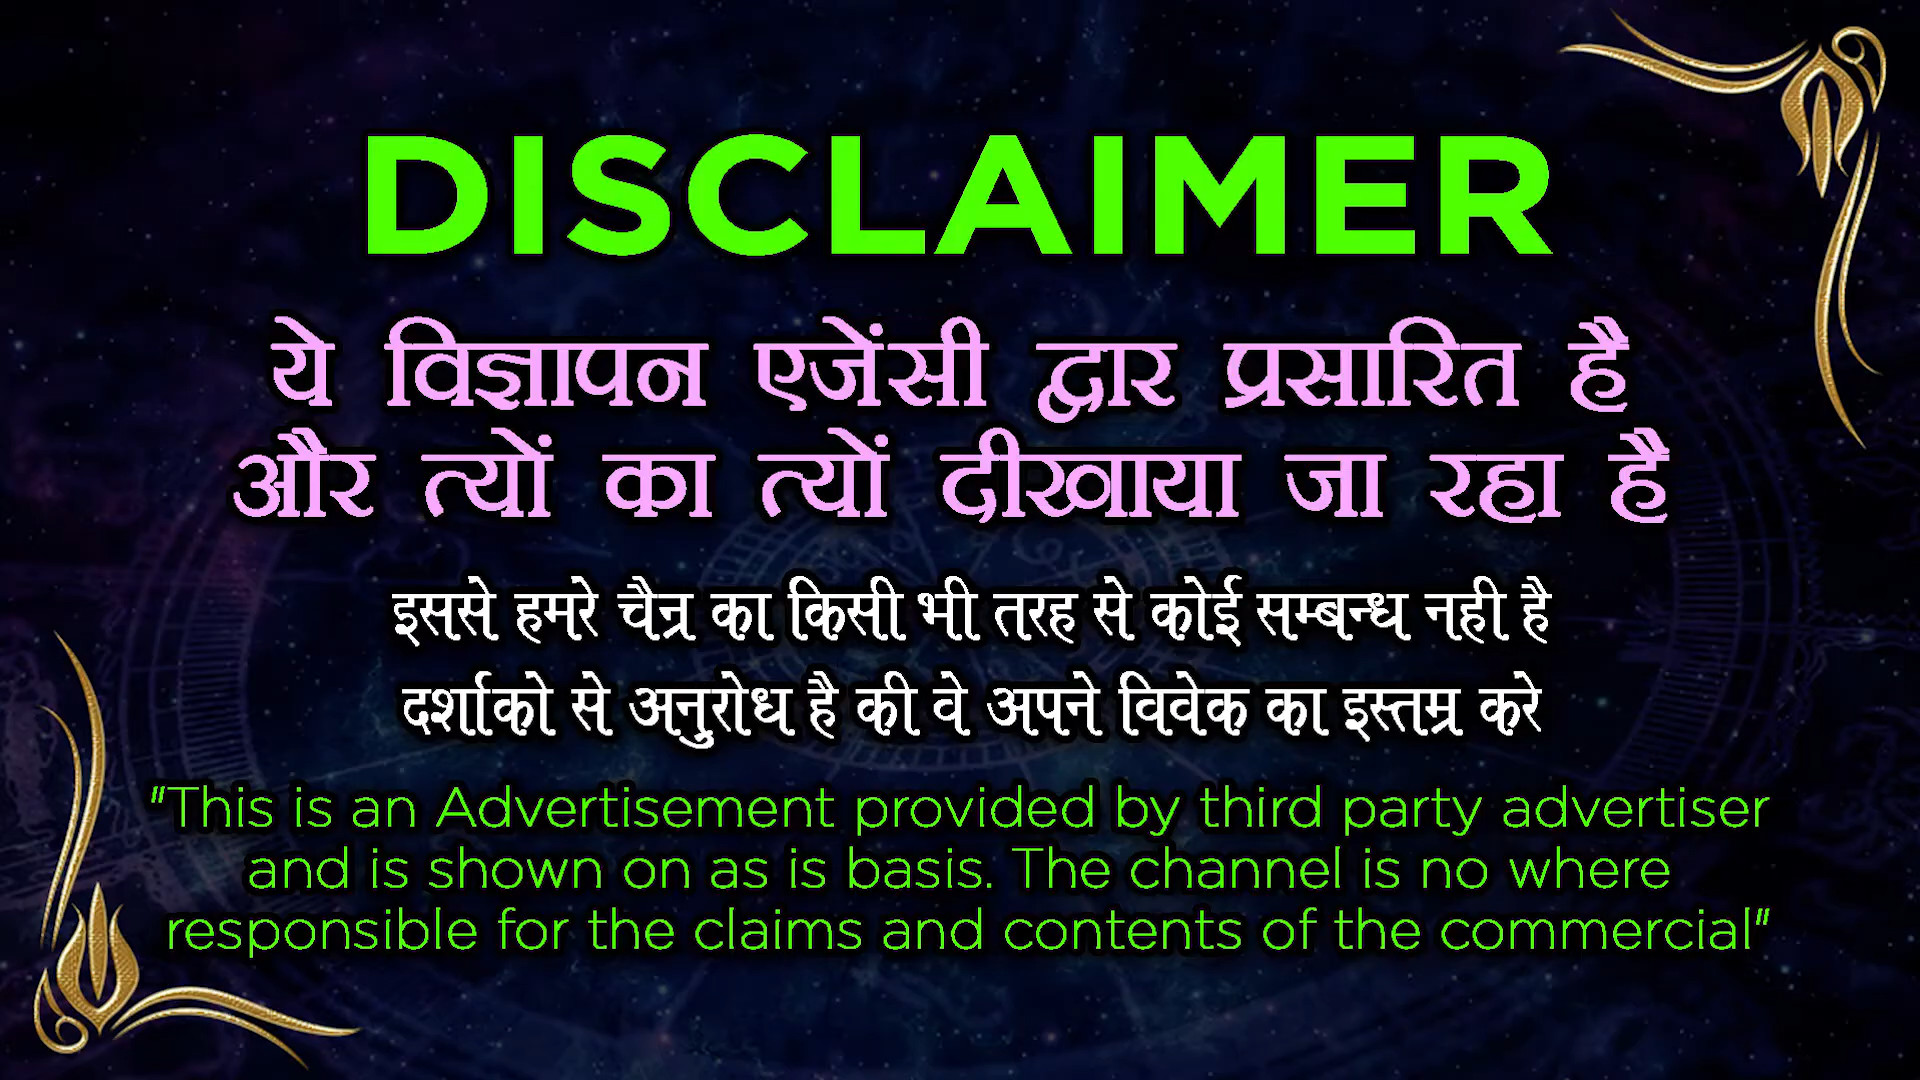 DISCLAIMER
ये विज्ञापन एजेंसी द्वार प्रसारित है
और त्यों का त्यों दीखाया जा रहा है
इससे हमरे चैन्र का किसी भी तरह से कोई सम्बन्ध नही है
दर्शाको से अनुरोध है की वे अपने विवेक का इस्तम्र करे
"This is an Advertisement provided by third party advertiser
and is shown on as is basis. The channel is no where
responsible for the claims and contents of the commercial"